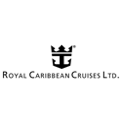 ROYAL CARIBBEAN CRUISES LTD.